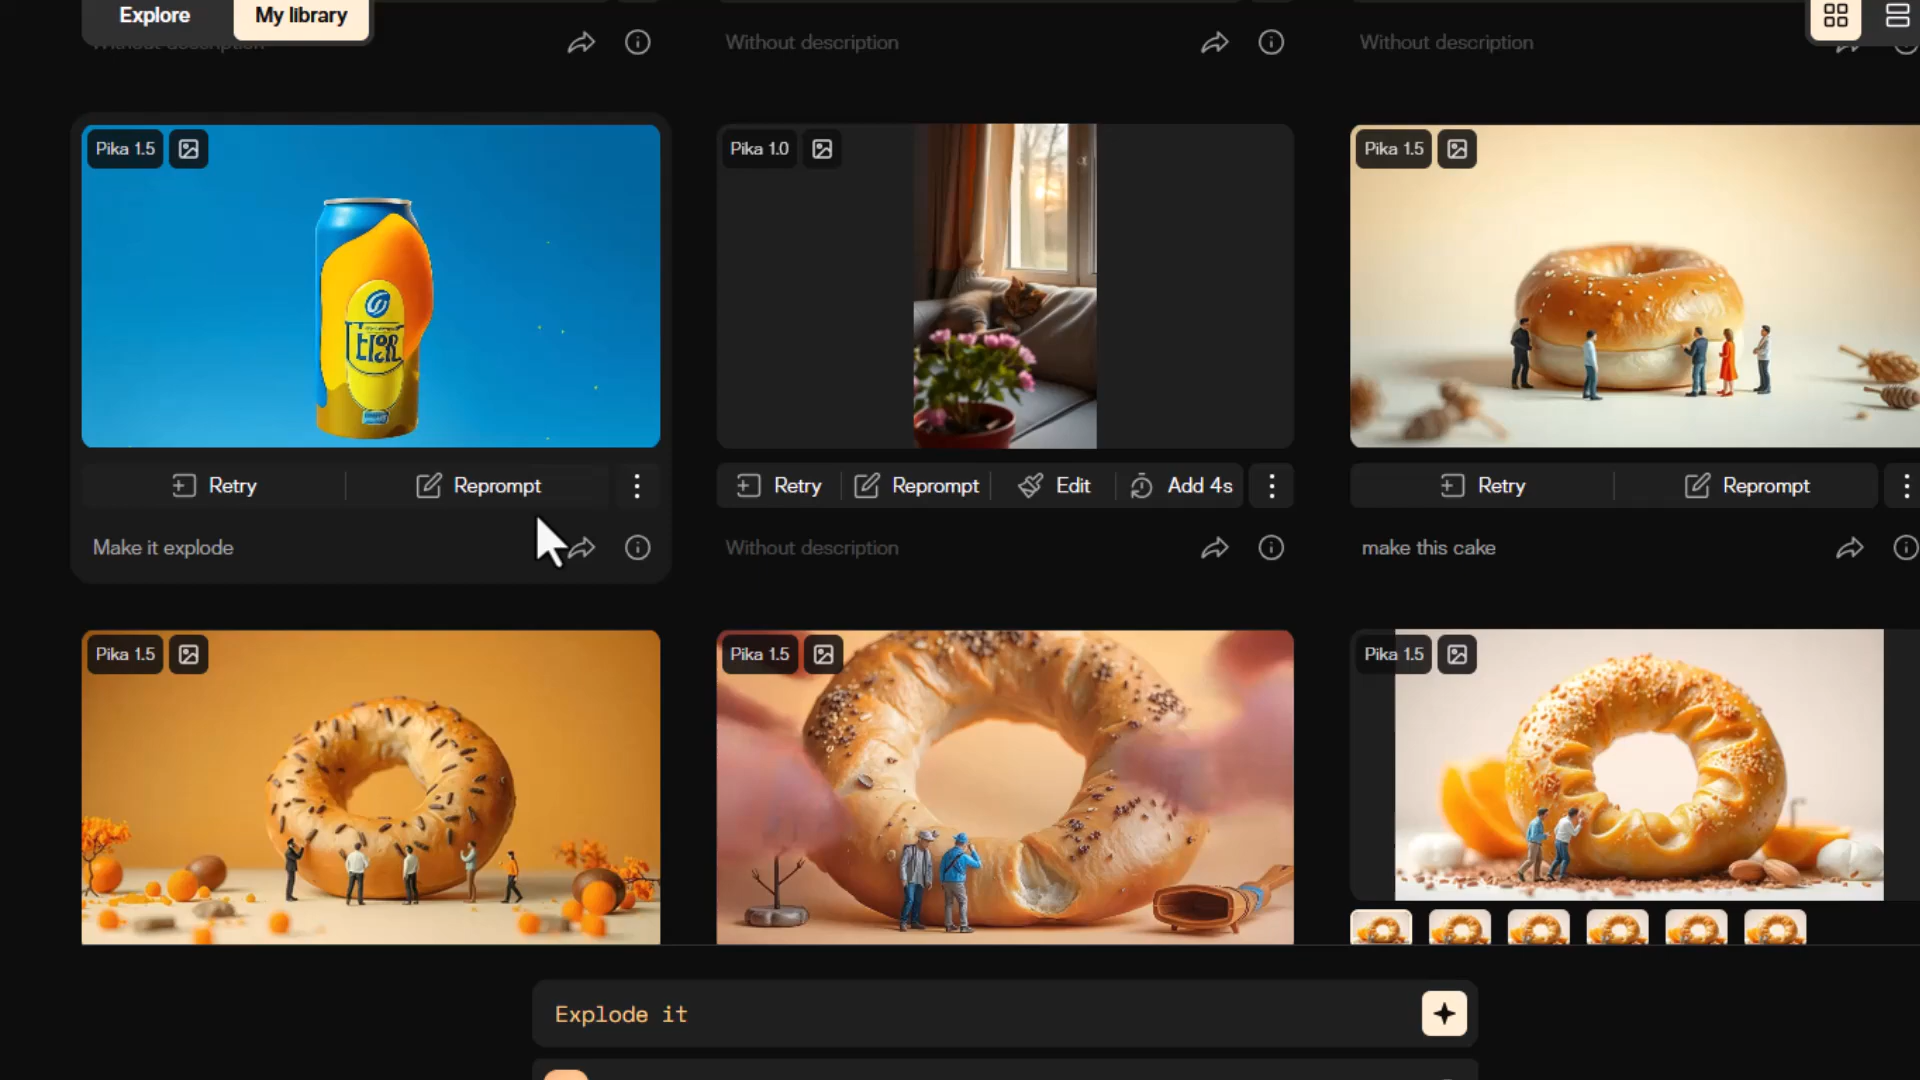 Explore
My library
Without description
Without description
Without description
Pika 1.5
Pika 1.0
Pika 1.5
Retry
Reprompt
Retry
Reprompt
Edit
Add 4s
Retry
Reprompt
Make it explode
Without description
make this cake
Pika 1.5
Pika 1.5
Pika 1.5
Explode it